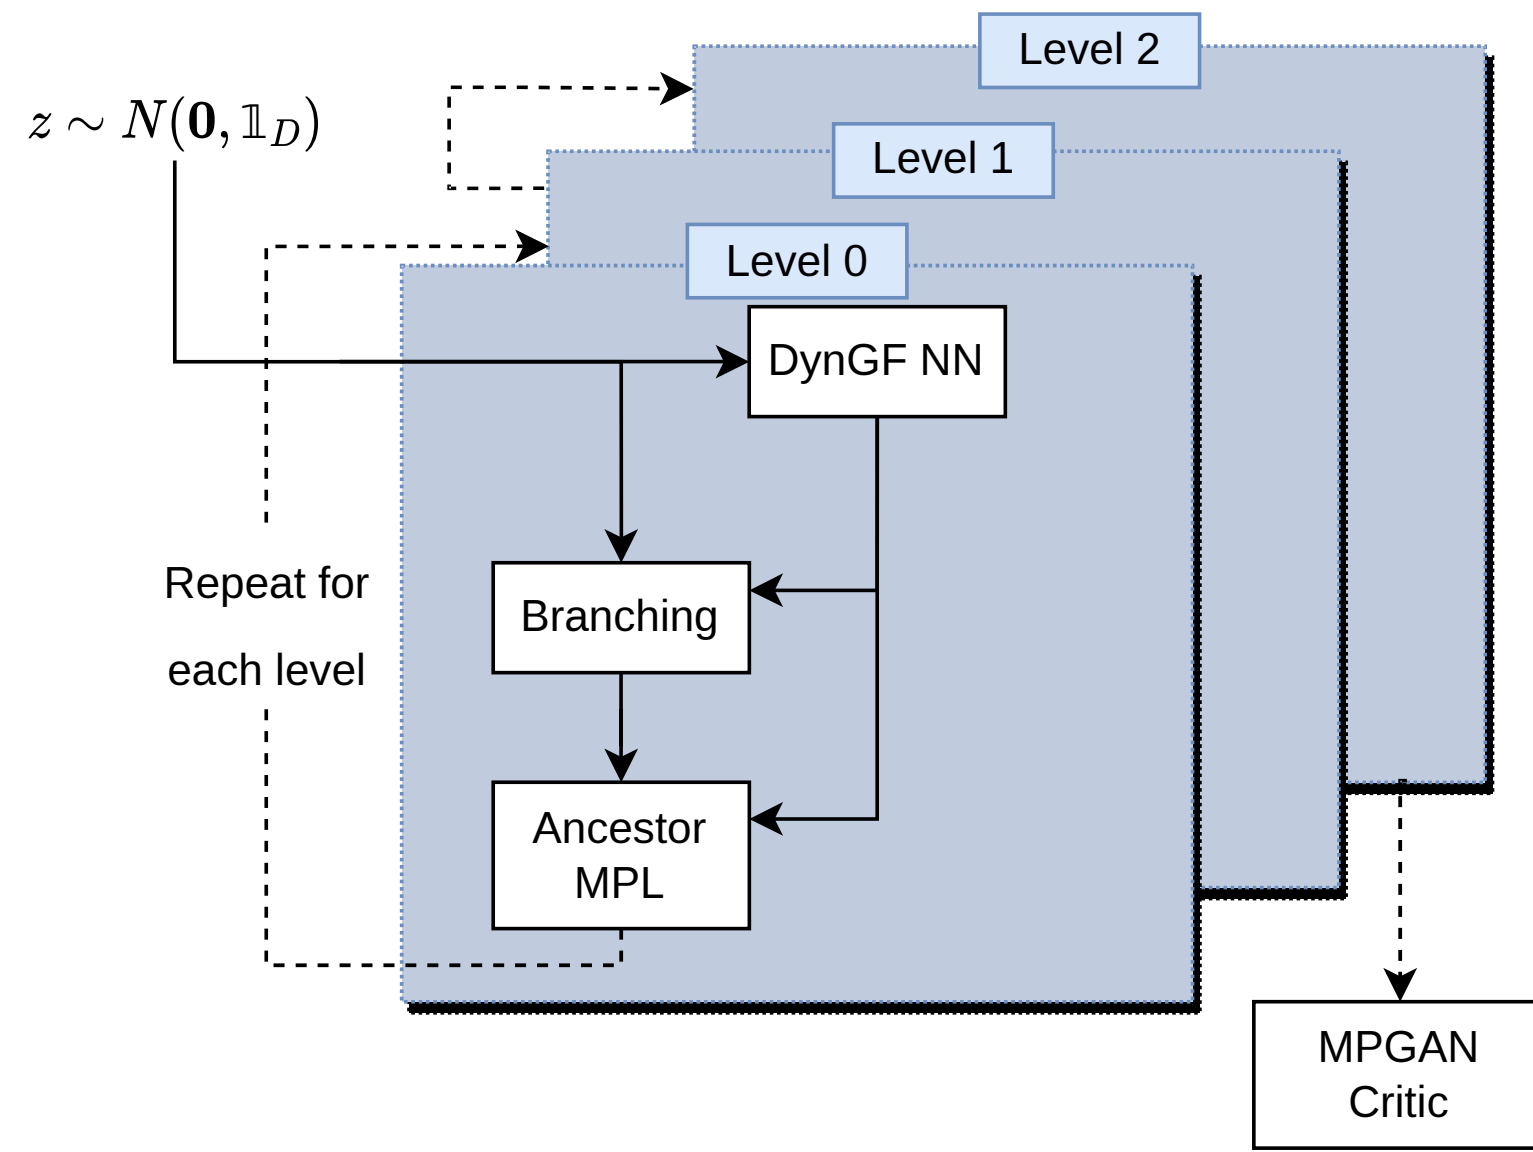 Level 2
z ∼ N(𝟎, 𝟙_D)
Level 1
Level 0
DynGF NN
Repeat for
each level
Branching
Ancestor
MPL
MPGAN
Critic